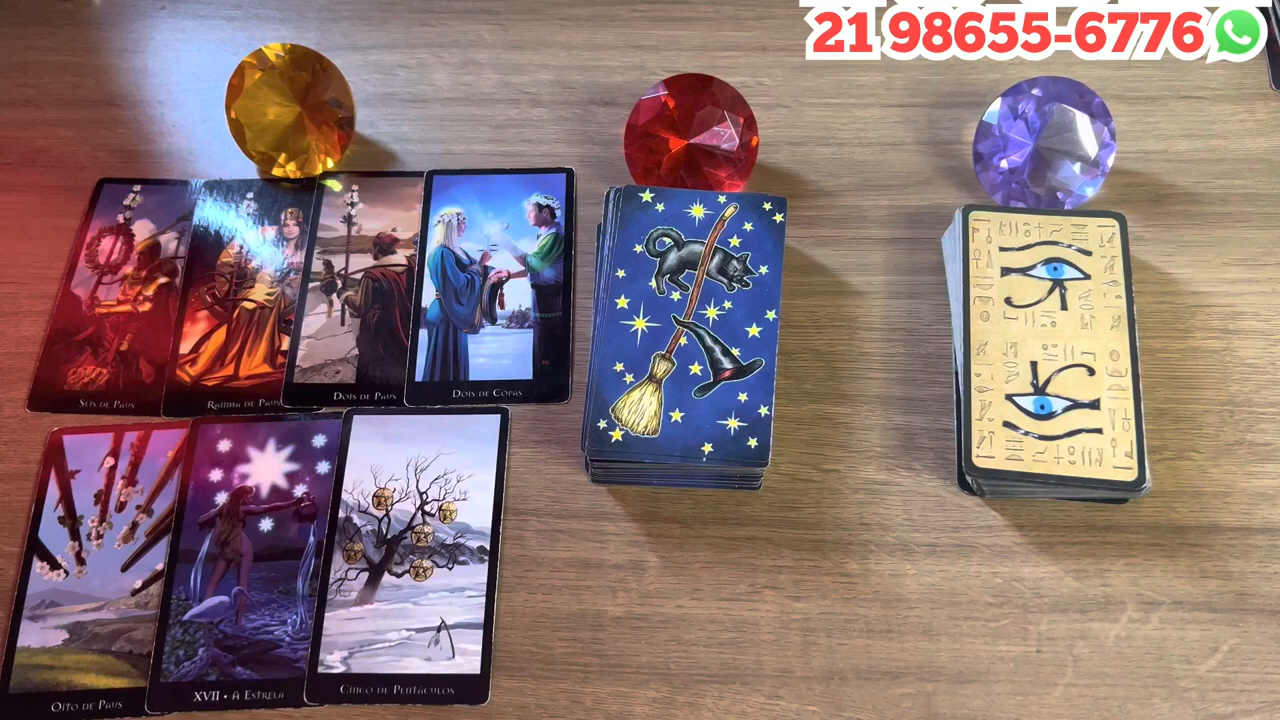 21 98655-6776
SEIS DE PAUS
RAINHA DE PAUS
DOIS DE PAUS
DOIS DE COPAS
OITO DE PAUS
XVII • A ESTRELA
CINCO DE PENTÁCULOS